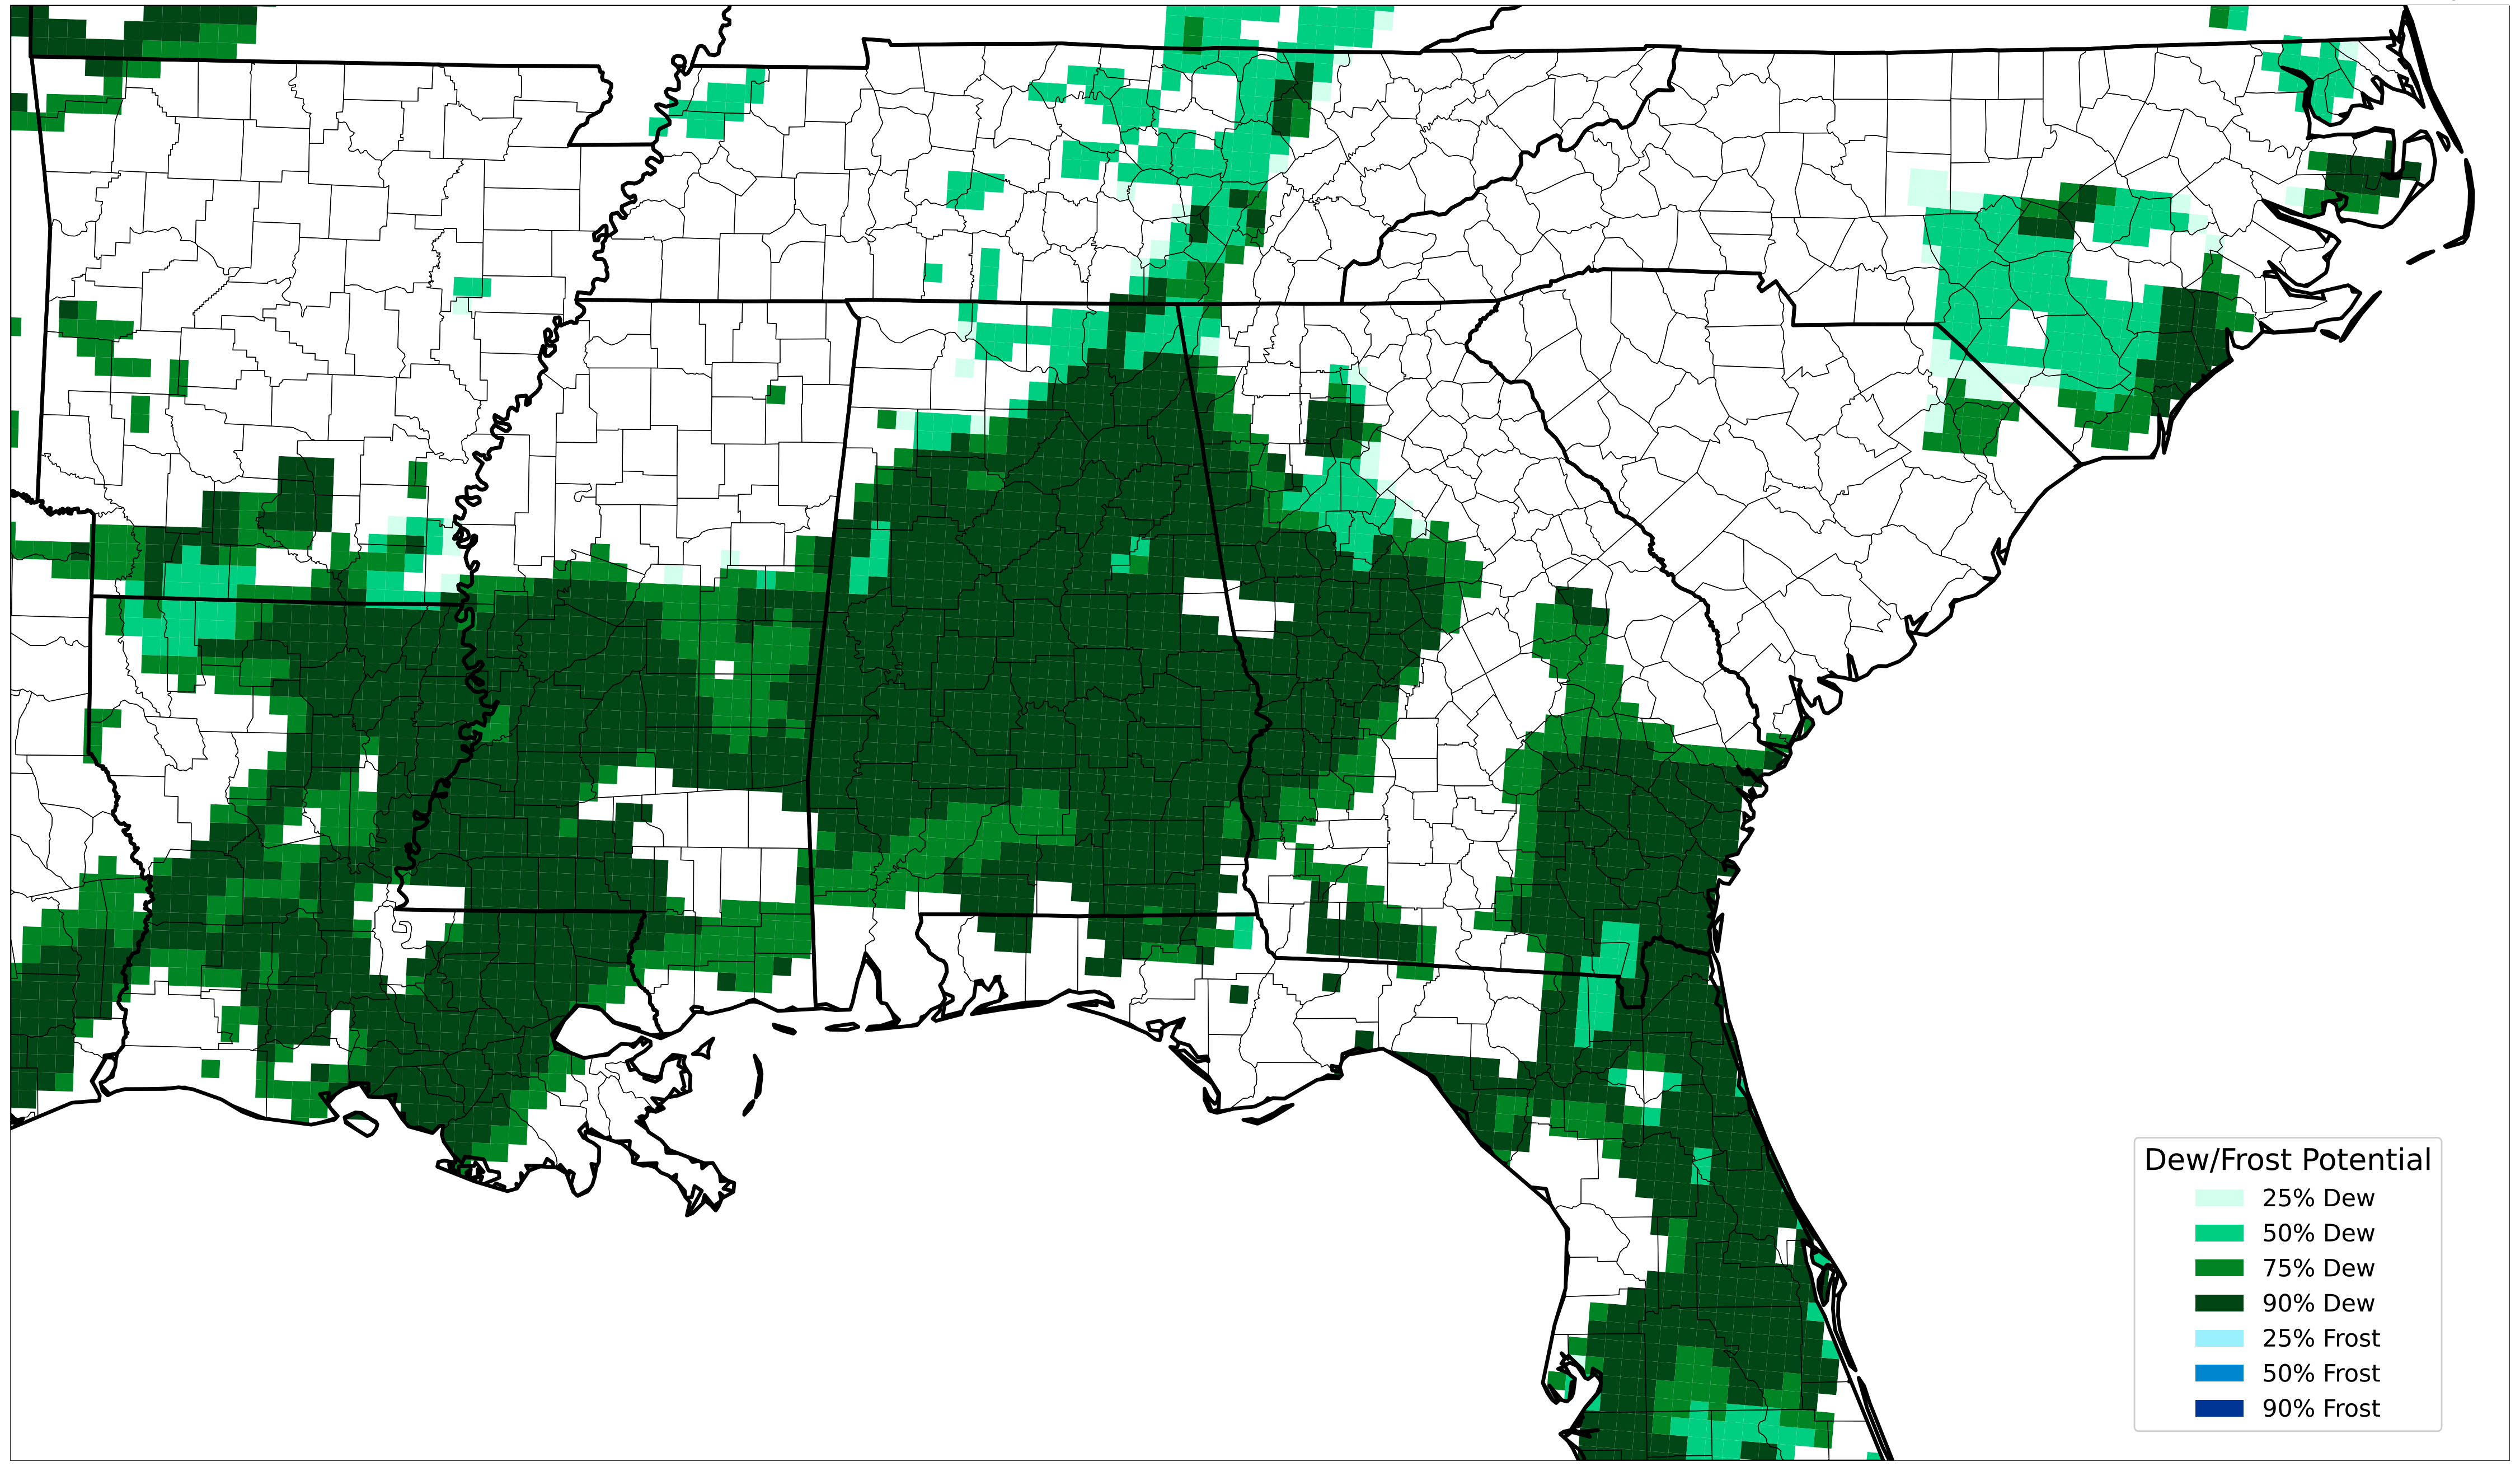 Dew/Frost Potential
25% Dew
50% Dew
75% Dew
90% Dew
25% Frost
50% Frost
90% Frost